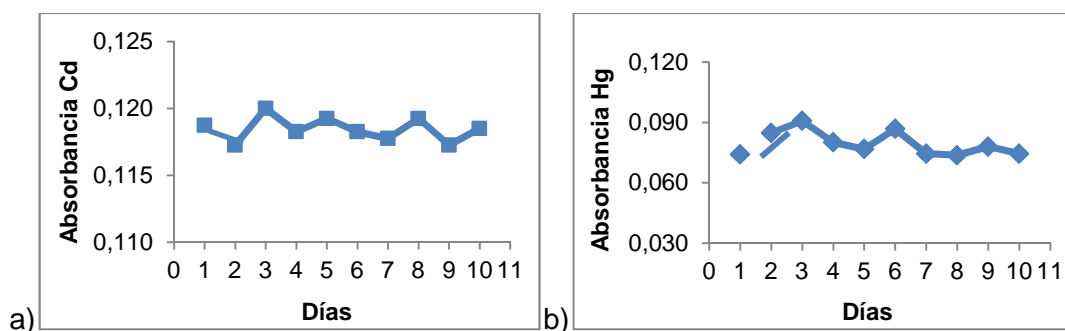 0,125
0,120
0,115
0,110
Absorbancia Cd
0 1 2 3 4 5 6 7 8 9 10 11
Días
a)
0,120
0,090
0,060
0,030
Absorbancia Hg
0 1 2 3 4 5 6 7 8 9 10 11
Días
b)